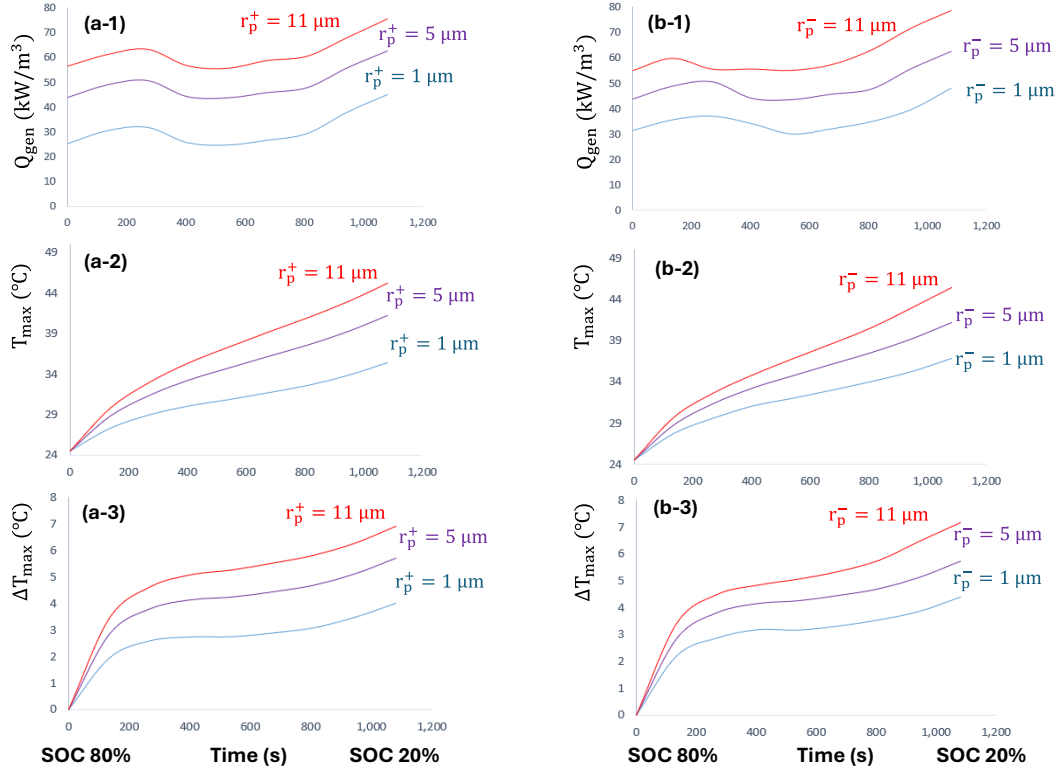 (a-1)
Q_gen (kW/m³)
80
70
60
50
40
30
20
10
0
r_p^+ = 11 μm
r_p^+ = 5 μm
r_p^+ = 1 μm
0 200 400 600 800 1,000 1,200
(b-1)
Q_gen (kW/m³)
80
70
60
50
40
30
20
10
0
r_p^− = 11 μm
r_p^− = 5 μm
r_p^− = 1 μm
0 200 400 600 800 1,000 1,200
(a-2)
T_max (°C)
49
44
39
34
29
24
r_p^+ = 11 μm
r_p^+ = 5 μm
r_p^+ = 1 μm
0 200 400 600 800 1,000 1,200
(b-2)
T_max (°C)
49
44
39
34
29
24
r_p^− = 11 μm
r_p^− = 5 μm
r_p^− = 1 μm
0 200 400 600 800 1,000 1,200
(a-3)
ΔT_max (°C)
8
7
6
5
4
3
2
1
0
r_p^+ = 11 μm
r_p^+ = 5 μm
r_p^+ = 1 μm
0 200 400 600 800 1,000 1,200
SOC 80% Time (s) SOC 20%
(b-3)
ΔT_max (°C)
8
7
6
5
4
3
2
1
0
r_p^− = 11 μm
r_p^− = 5 μm
r_p^− = 1 μm
0 200 400 600 800 1,000 1,200
SOC 80% Time (s) SOC 20%